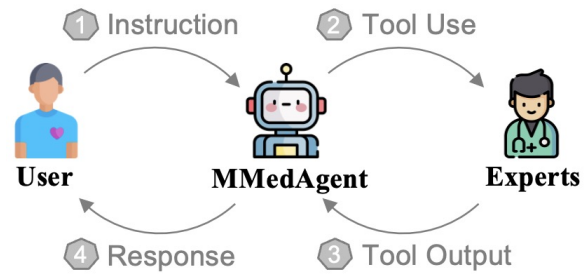 1 Instruction
2 Tool Use
User
MMedAgent
Experts
4 Response
3 Tool Output